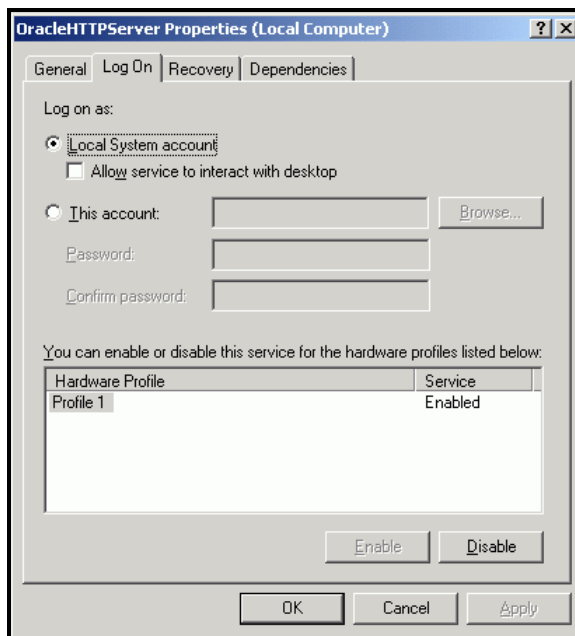 OracleHTTPServer Properties (Local Computer)
General Log On Recovery Dependencies
Log on as:
Local System account
Allow service to interact with desktop
This account:
Browse...
Password:
Confirm password:
You can enable or disable this service for the hardware profiles listed below:
Hardware Profile Service
Profile 1 Enabled
Enable Disable
OK Cancel Apply